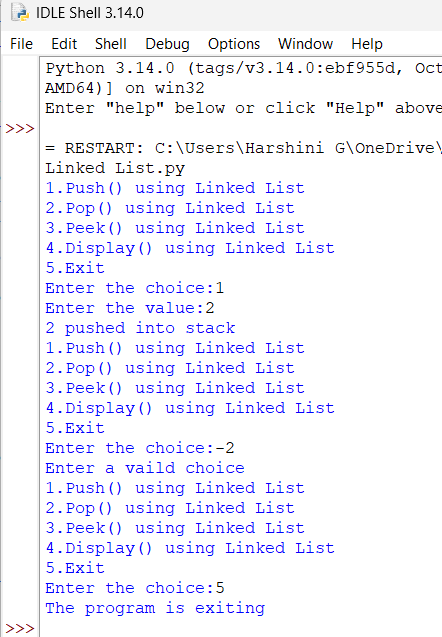 IDLE Shell 3.14.0
File Edit Shell Debug Options Window Help
Python 3.14.0 (tags/v3.14.0:ebf955d, Oct
AMD64)] on win32
Enter "help" below or click "Help" above
>>>
= RESTART: C:\Users\Harshini G\OneDrive\
Linked List.py
1.Push() using Linked List
2.Pop() using Linked List
3.Peek() using Linked List
4.Display() using Linked List
5.Exit
Enter the choice:1
Enter the value:2
2 pushed into stack
1.Push() using Linked List
2.Pop() using Linked List
3.Peek() using Linked List
4.Display() using Linked List
5.Exit
Enter the choice:-2
Enter a vaild choice
1.Push() using Linked List
2.Pop() using Linked List
3.Peek() using Linked List
4.Display() using Linked List
5.Exit
Enter the choice:5
The program is exiting
>>>